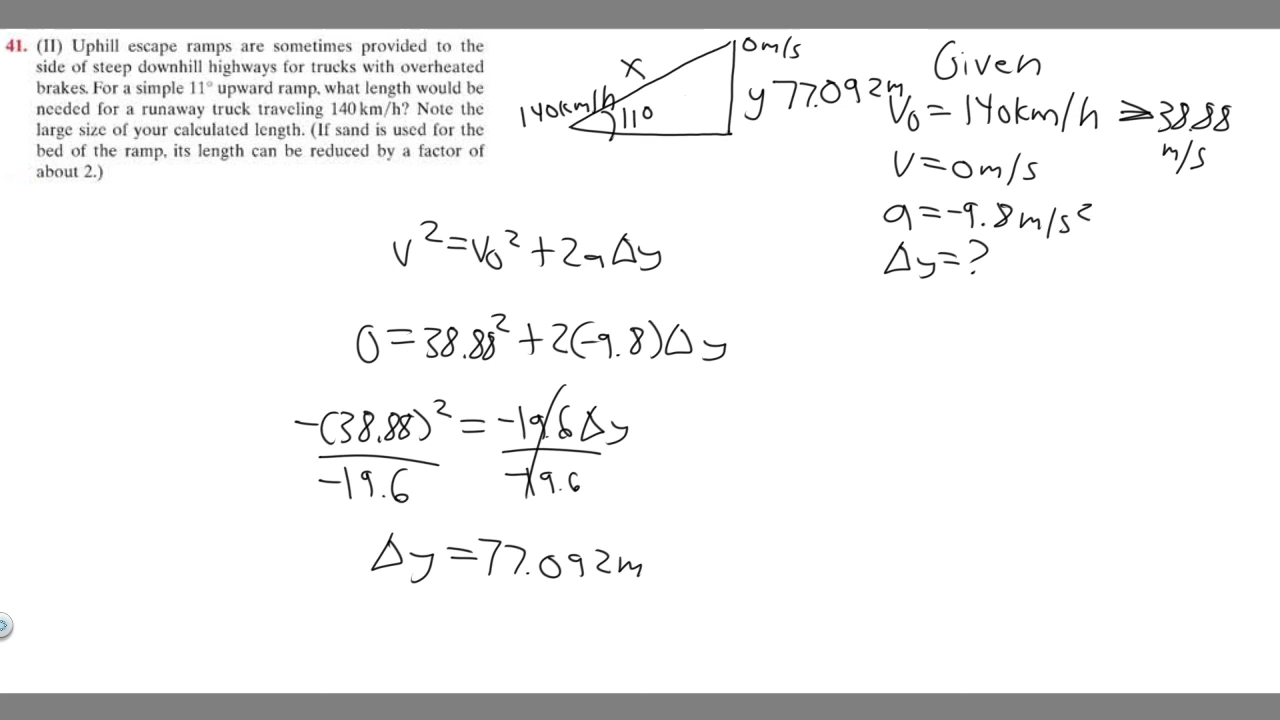 41. (II) Uphill escape ramps are sometimes provided to the
side of steep downhill highways for trucks with overheated
brakes. For a simple 11° upward ramp, what length would be
needed for a runaway truck traveling 140 km/h? Note the
large size of your calculated length. (If sand is used for the
bed of the ramp, its length can be reduced by a factor of
about 2.)
0m/s
x
140km/h
11°
y 77.092m
Given
V₀ = 140km/h => 38.88
m/s
V=0m/s
a=-9.8m/s²
Δy=?
V²=V₀²+2aΔy
0=38.88²+2(-9.8)Δy
-(38.88)² = -19.6Δy
-19.6 -19.6
Δy=77.092m